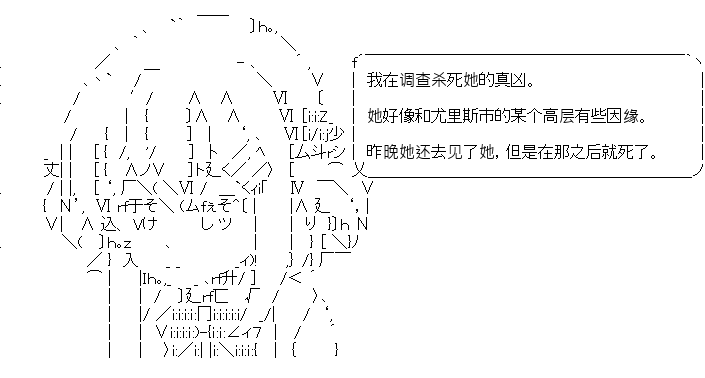 我在调查杀死她的真凶。
她好像和尤里斯市的某个高层有些因缘。
昨晚她还去见了她，但是在那之后就死了。